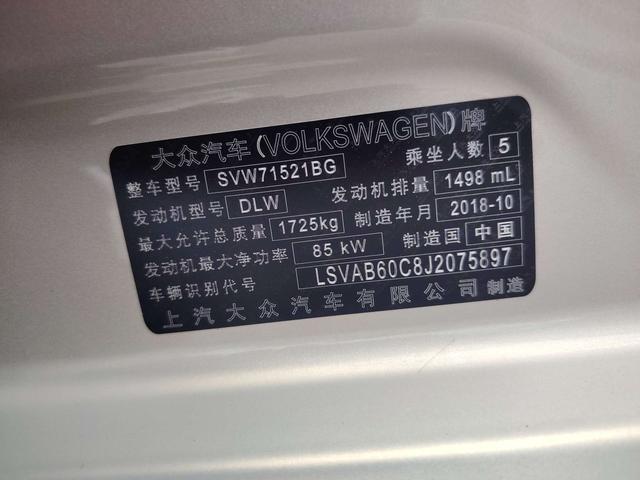 大众汽车(VOLKSWAGEN)牌
整车型号 SVW71521BG 乘坐人数 5
发动机型号 DLW 发动机排量 1498 mL
最大允许总质量 1725kg 制造年月 2018-10
发动机最大净功率 85 kW 制造国 中国
车辆识别代号 LSVAB60C8J2075897
上汽大众汽车有限公司 制造